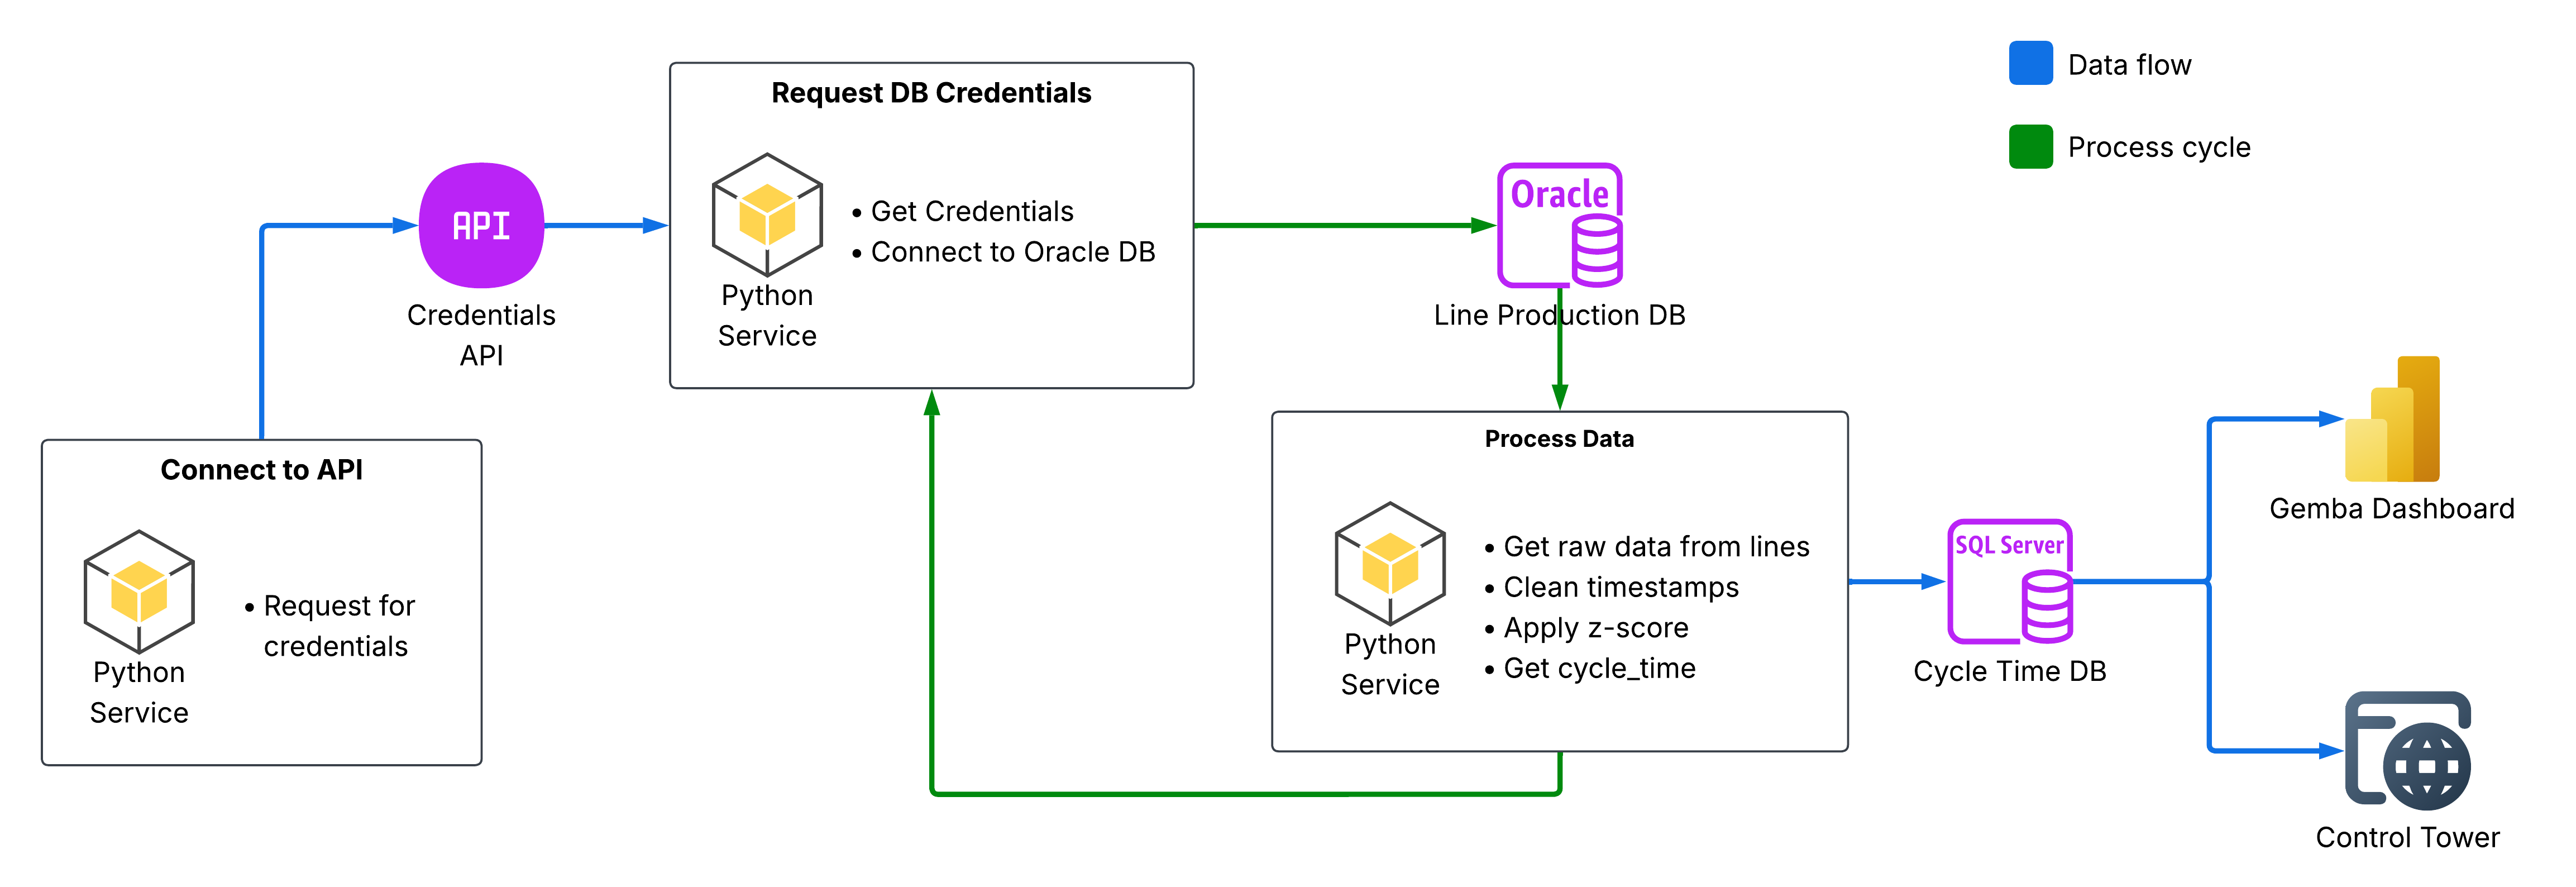 Data flow
Process cycle
Request DB Credentials
• Get Credentials
• Connect to Oracle DB
Python
Service
API
Credentials
API
Oracle
Line Production DB
Connect to API
• Request for
credentials
Python
Service
Process Data
• Get raw data from lines
• Clean timestamps
• Apply z-score
• Get cycle_time
Python
Service
SQL Server
Cycle Time DB
Gemba Dashboard
Control Tower